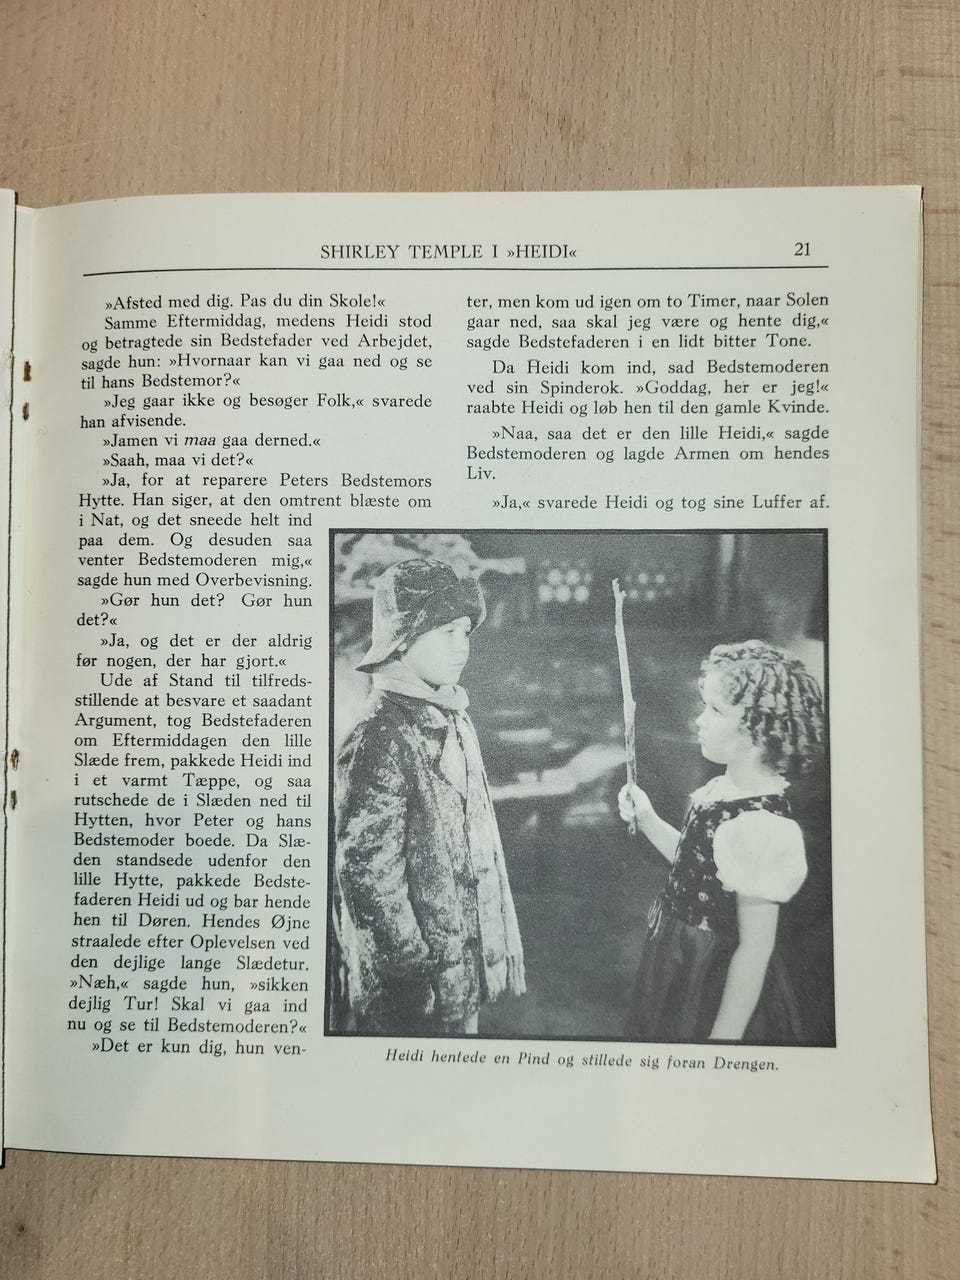 SHIRLEY TEMPLE I »HEIDI«
21
»Afsted med dig. Pas du din Skole!«
Samme Eftermiddag, medens Heidi stod
og betragtede sin Bedstefader ved Arbejdet,
sagde hun: »Hvornaar kan vi gaa ned og se
til hans Bedstemor?«
»Jeg gaar ikke og besøger Folk,« svarede
han afvisende.
»Jamen vi maa gaa derned.«
»Saah, maa vi det?«
»Ja, for at reparere Peters Bedstemors
Hytte. Han siger, at den omtrent blæste om
i Nat, og det sneede helt ind
paa dem. Og desuden saa
venter Bedstemoderen mig,«
sagde hun med Overbevisning.
»Gør hun det? Gør hun
det?«
»Ja, og det er der aldrig
før nogen, der har gjort.«
Ude af Stand til tilfreds-
stillende at besvare et saadant
Argument, tog Bedstefaderen
om Eftermiddagen den lille
Slæde frem, pakkede Heidi ind
i et varmt Tæppe, og saa
rutschede de i Slæden ned til
Hytten, hvor Peter og hans
Bedstemoder boede. Da Slæ-
den standsede udenfor den
lille Hytte, pakkede Bedste-
faderen Heidi ud og bar hende
hen til Døren. Hendes Øjne
straalede efter Oplevelsen ved
den dejlige lange Slædetur.
»Næh,« sagde hun, »sikken
dejlig Tur! Skal vi gaa ind
nu og se til Bedstemoderen?«
»Det er kun dig, hun ven-
ter, men kom ud igen om to Timer, naar Solen
gaar ned, saa skal jeg være og hente dig,«
sagde Bedstefaderen i en lidt bitter Tone.
Da Heidi kom ind, sad Bedstemoderen
ved sin Spinderok. »Goddag, her er jeg!«
raabte Heidi og løb hen til den gamle Kvinde.
»Naa, saa det er den lille Heidi,« sagde
Bedstemoderen og lagde Armen om hendes
Liv.
»Ja,« svarede Heidi og tog sine Luffer af.
Heidi hentede en Pind og stillede sig foran Drengen.